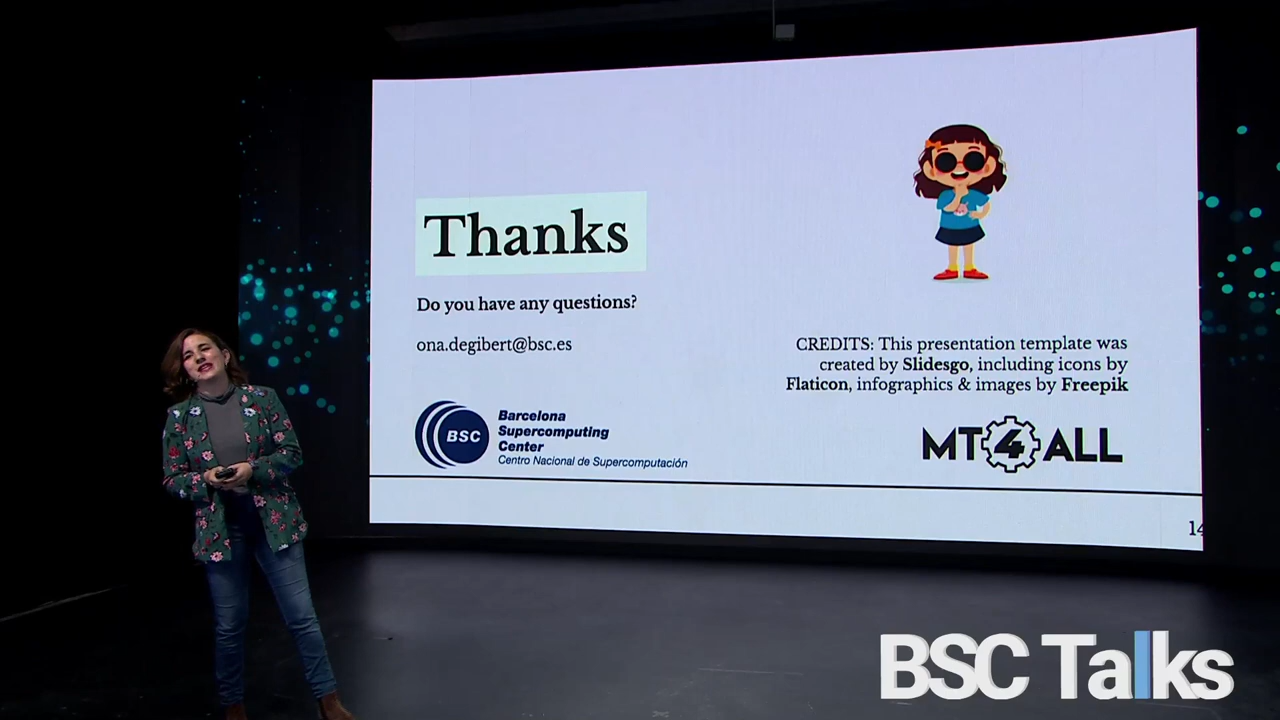 Thanks
Do you have any questions?
ona.degibert@bsc.es
BSC
Barcelona
Supercomputing
Center
Centro Nacional de Supercomputación
CREDITS: This presentation template was
created by Slidesgo, including icons by
Flaticon, infographics & images by Freepik
MT4ALL
14
BSC Talks